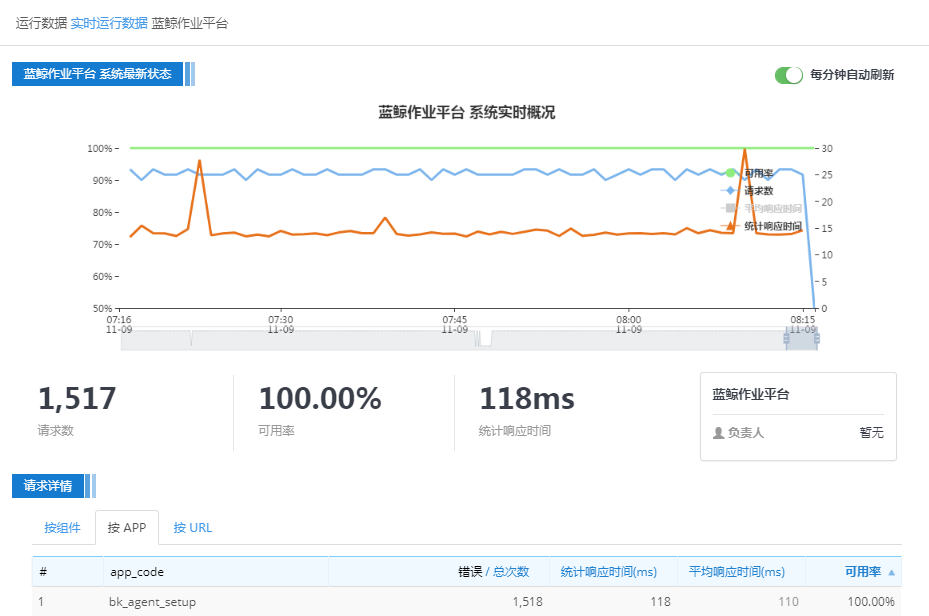 运行数据 实时运行数据 蓝鲸作业平台
蓝鲸作业平台 系统最新状态
每分钟自动刷新
蓝鲸作业平台 系统实时概况
100% 30
90% 25
80% 20
70% 15
60% 10
50% 5
0
可用率
请求数
平均响应时间
统计响应时间
07:16 07:30 07:45 08:00 08:15
11-09 11-09 11-09 11-09 11-09
1,517 100.00% 118ms
请求数 可用率 统计响应时间
蓝鲸作业平台
负责人 暂无
请求详情
按组件 按 APP 按 URL
# app_code 错误 / 总次数 统计响应时间(ms) 平均响应时间(ms) 可用率
1 bk_agent_setup 1,518 118 110 100.00%